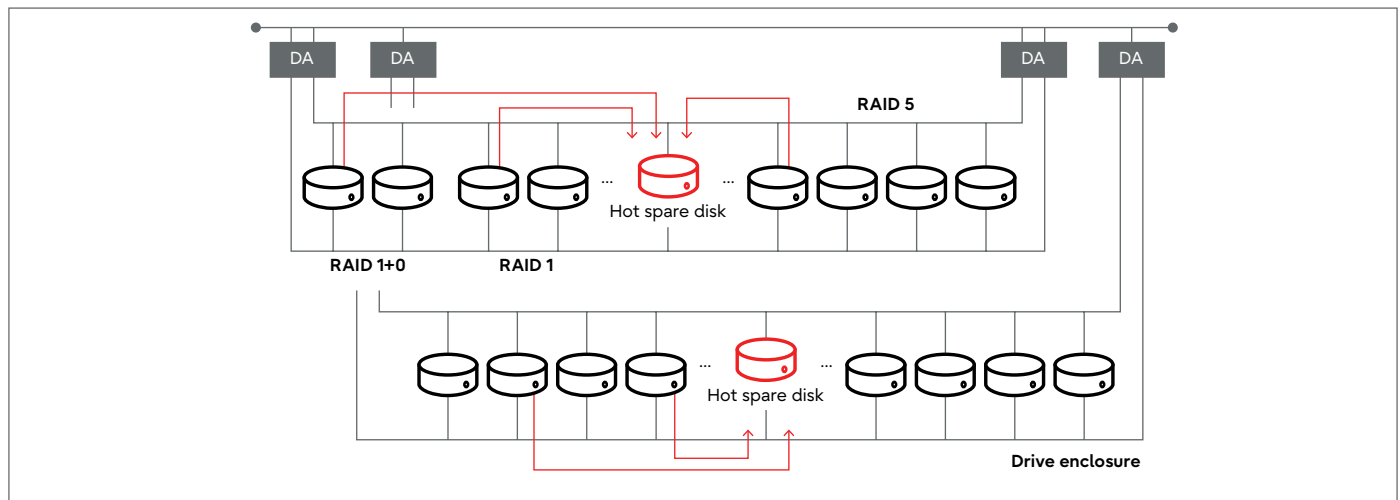 DA
DA
DA
DA
RAID 5
...
...
Hot spare disk
RAID 1+0
RAID 1
...
...
Hot spare disk
Drive enclosure